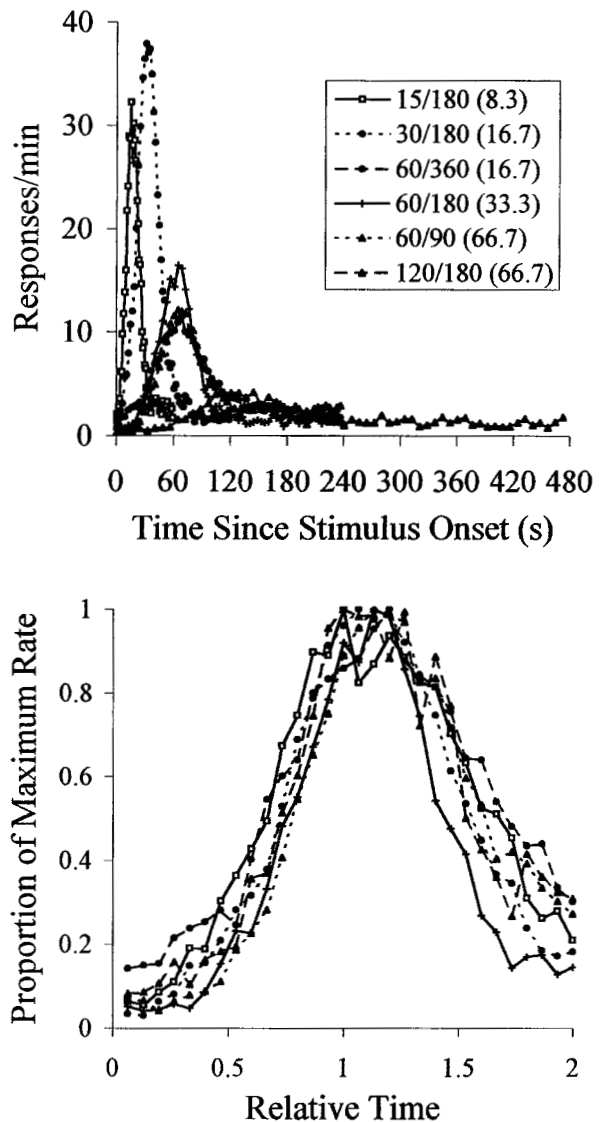 40
30
20
10
0
Responses/min
15/180 (8.3)
30/180 (16.7)
60/360 (16.7)
60/180 (33.3)
60/90 (66.7)
120/180 (66.7)
0 60 120 180 240 300 360 420 480
Time Since Stimulus Onset (s)
1
0.8
0.6
0.4
0.2
0
Proportion of Maximum Rate
0 0.5 1 1.5 2
Relative Time